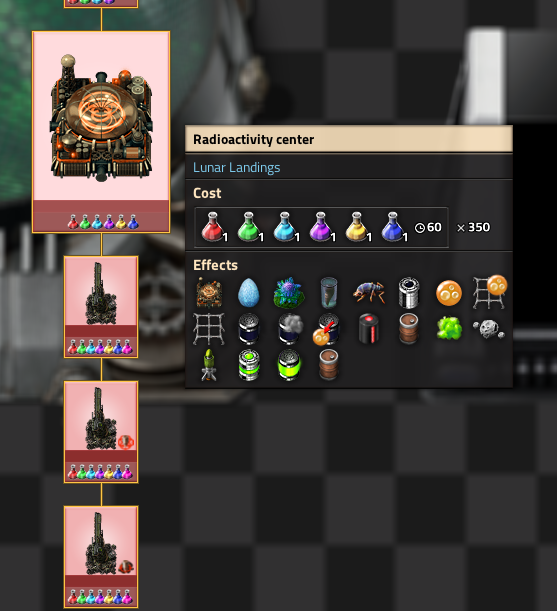 Radioactivity center
Lunar Landings
Cost
1 1 1 1 1 1 60 × 350
Effects